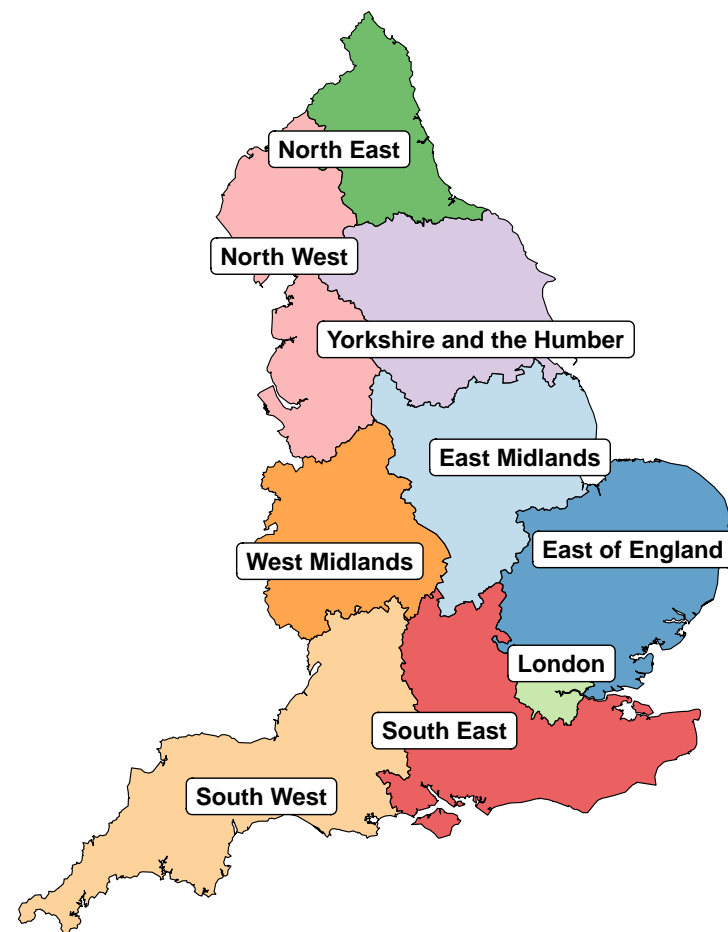 North East
North West
Yorkshire and the Humber
East Midlands
East of England
West Midlands
London
South East
South West